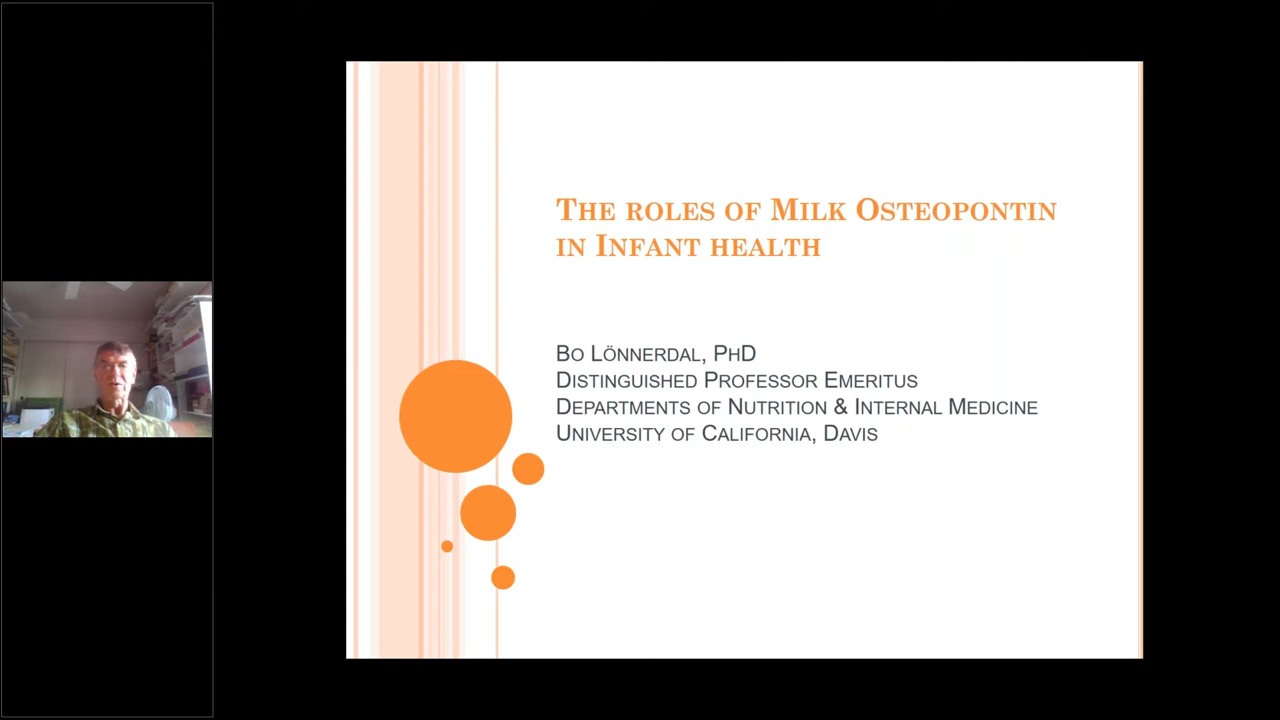 The roles of Milk Osteopontin
in Infant health
Bo Lönnerdal, PhD
Distinguished Professor Emeritus
Departments of Nutrition & Internal Medicine
University of California, Davis